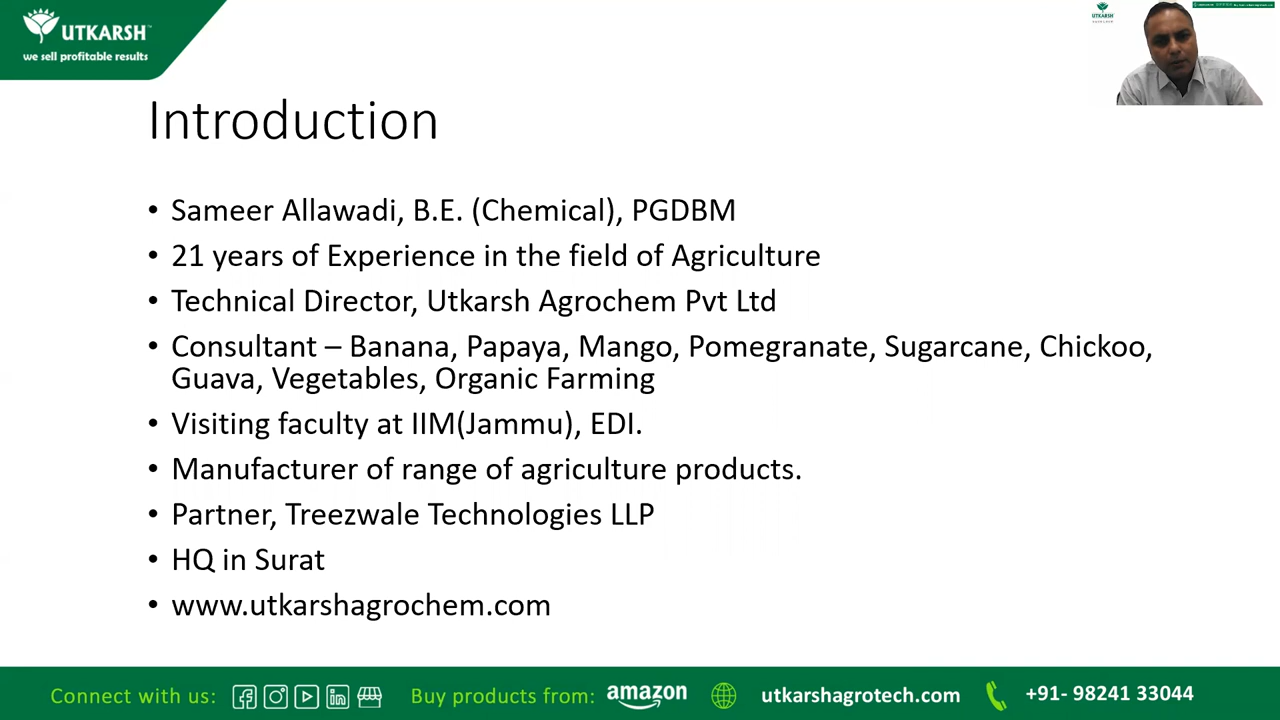 UTKARSH
we sell profitable results
UTKARSH
Introduction
• Sameer Allawadi, B.E. (Chemical), PGDBM
• 21 years of Experience in the field of Agriculture
• Technical Director, Utkarsh Agrochem Pvt Ltd
• Consultant – Banana, Papaya, Mango, Pomegranate, Sugarcane, Chickoo,
Guava, Vegetables, Organic Farming
• Visiting faculty at IIM(Jammu), EDI.
• Manufacturer of range of agriculture products.
• Partner, Treezwale Technologies LLP
• HQ in Surat
• www.utkarshagrochem.com
Connect with us: Buy products from: amazon utkarshagrotech.com +91- 98241 33044